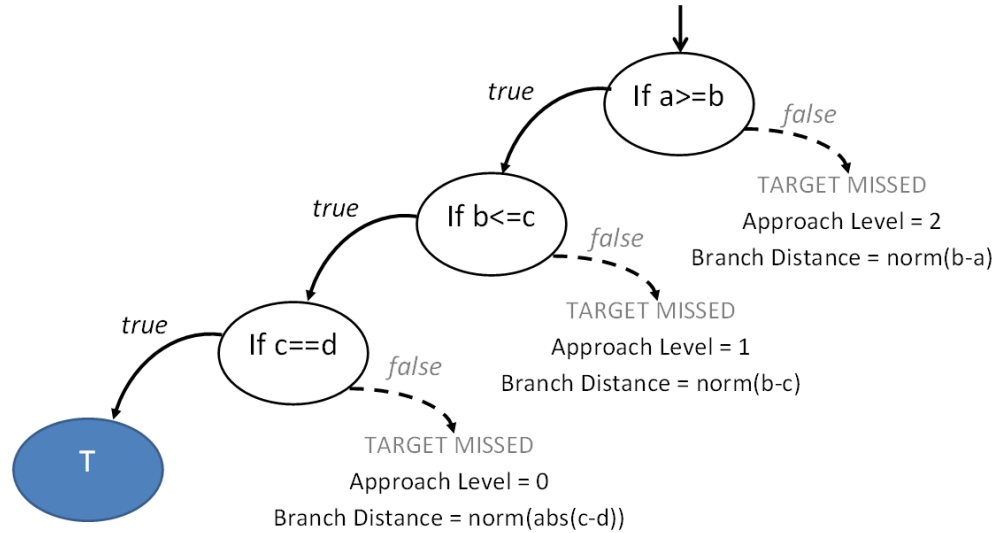 If a>=b
true
false
TARGET MISSED
Approach Level = 2
Branch Distance = norm(b-a)
If b<=c
true
false
TARGET MISSED
Approach Level = 1
Branch Distance = norm(b-c)
If c==d
true
false
TARGET MISSED
Approach Level = 0
Branch Distance = norm(abs(c-d))
T